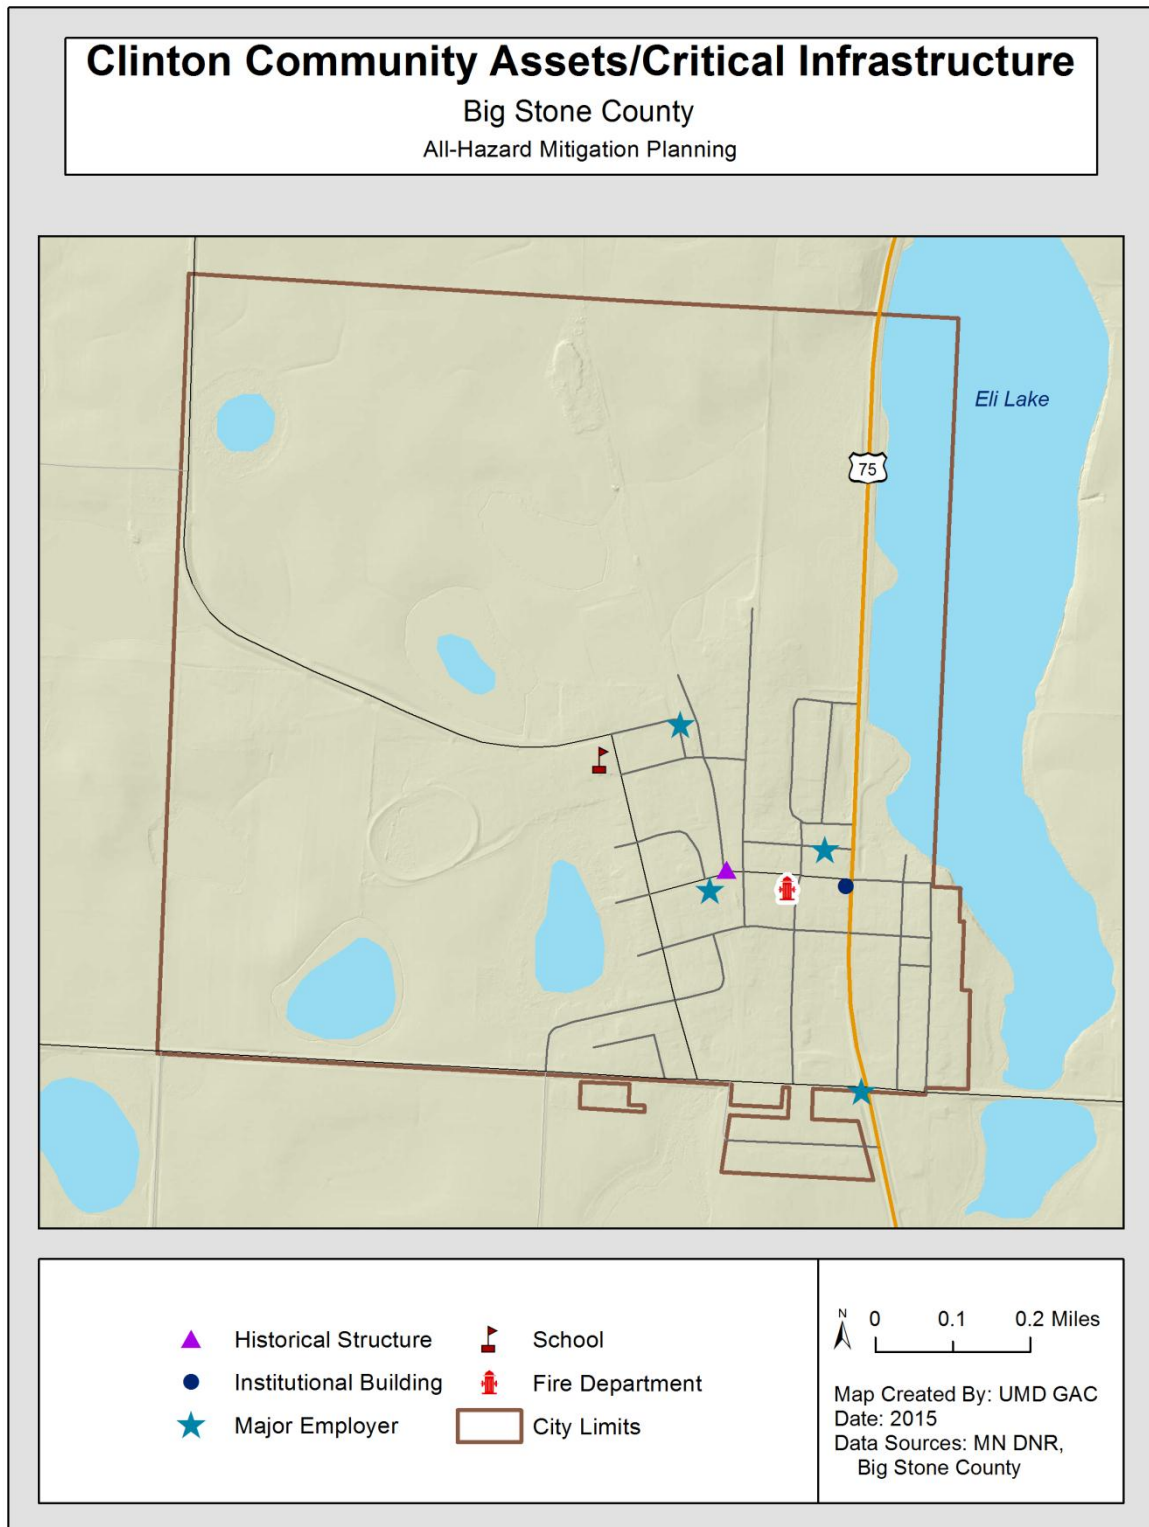 Clinton Community Assets/Critical Infrastructure
Big Stone County
All-Hazard Mitigation Planning
Eli Lake
75
Historical Structure
School
Institutional Building
Fire Department
Major Employer
City Limits
N
0 0.1 0.2 Miles
Map Created By: UMD GAC
Date: 2015
Data Sources: MN DNR,
Big Stone County